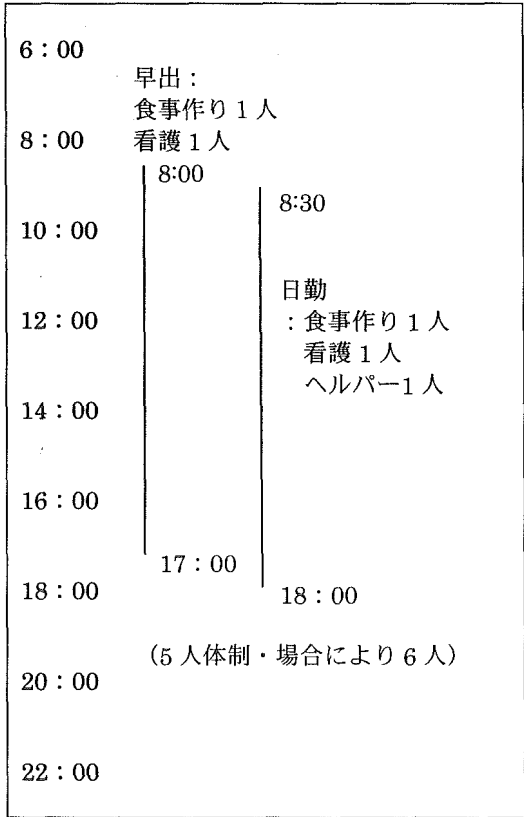 6：00
早出：
食事作り1人
8：00
看護1人
8:00
8:30
10：00
日勤
12：00
：食事作り1人
看護1人
ヘルパー1人
14：00
16：00
17：00
18：00
18：00
（5人体制・場合により6人）
20：00
22：00